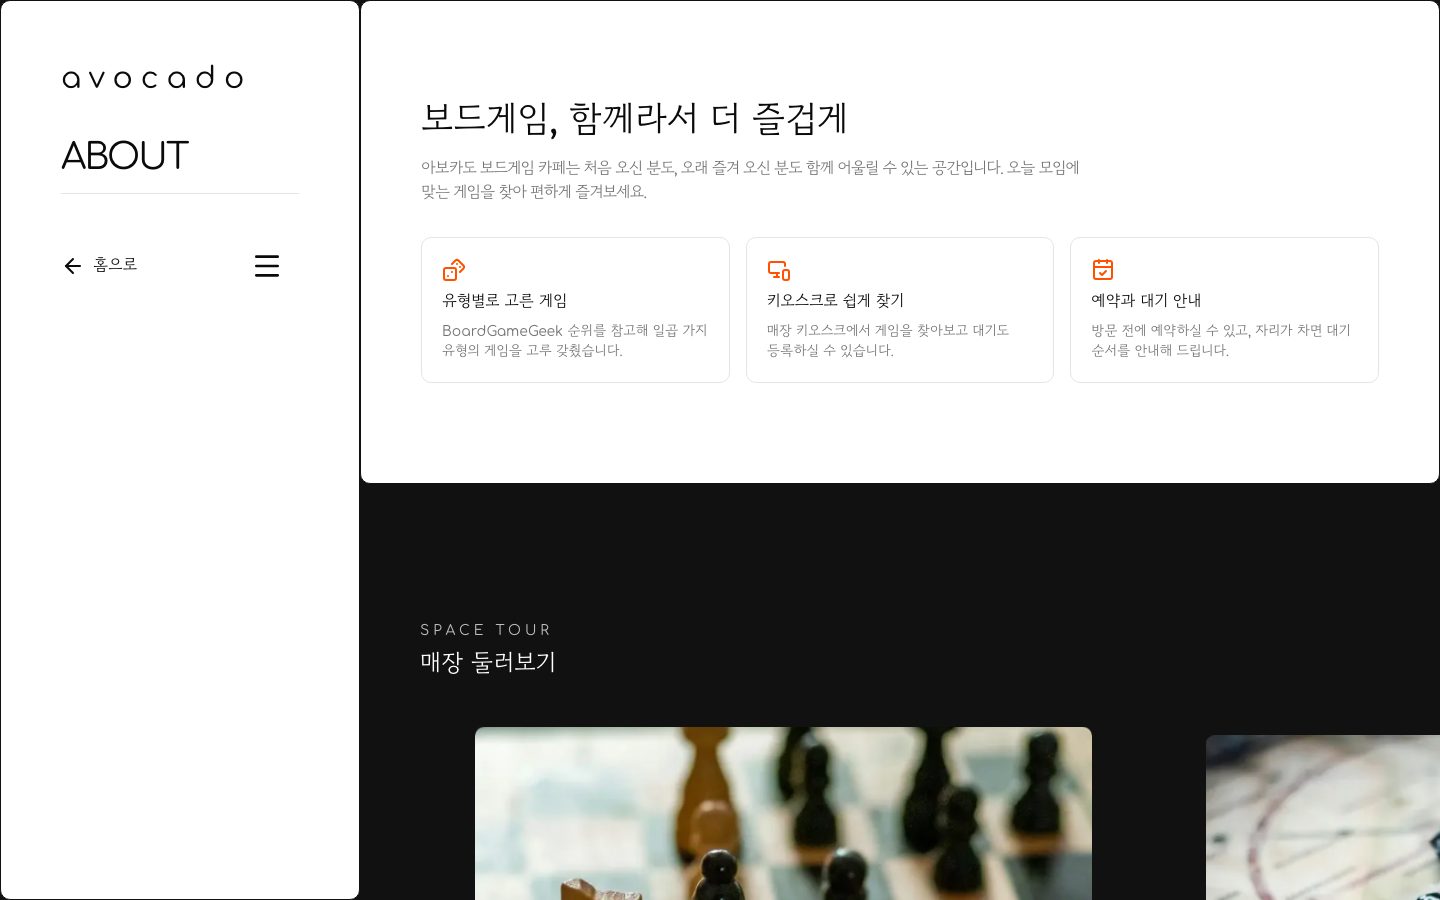 avocado
ABOUT
홈으로
보드게임, 함께라서 더 즐겁게
아보카도 보드게임 카페는 처음 오신 분도, 오래 즐겨 오신 분도 함께 어울릴 수 있는 공간입니다. 오늘 모임에
맞는 게임을 찾아 편하게 즐겨보세요.
유형별로 고른 게임
BoardGameGeek 순위를 참고해 일곱 가지
유형의 게임을 고루 갖췄습니다.
키오스크로 쉽게 찾기
매장 키오스크에서 게임을 찾아보고 대기도
등록하실 수 있습니다.
예약과 대기 안내
방문 전에 예약하실 수 있고, 자리가 차면 대기
순서를 안내해 드립니다.
SPACE TOUR
매장 둘러보기